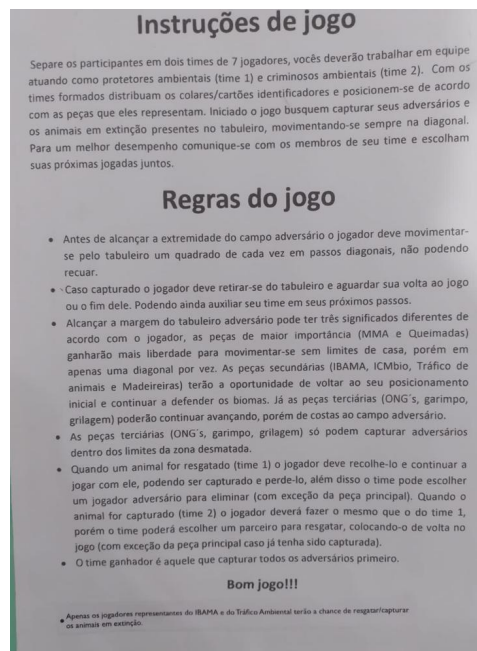 Instruções de jogo
Separe os participantes em dois times de 7 jogadores, vocês deverão trabalhar em equipe
atuando como protetores ambientais (time 1) e criminosos ambientais (time 2). Com os
times formados distribuam os colares/cartões identificadores e posicionem-se de acordo
com as peças que eles representam. Iniciado o jogo busquem capturar seus adversários e
os animais em extinção presentes no tabuleiro, movimentando-se sempre na diagonal.
Para um melhor desempenho comunique-se com os membros de seu time e escolham
suas próximas jogadas juntos.
Regras do jogo
• Antes de alcançar a extremidade do campo adversário o jogador deve movimentar-
se pelo tabuleiro um quadrado de cada vez em passos diagonais, não podendo
recuar.
• Caso capturado o jogador deve retirar-se do tabuleiro e aguardar sua volta ao jogo
ou o fim dele. Podendo ainda auxiliar seu time em seus próximos passos.
• Alcançar a margem do tabuleiro adversário pode ter três significados diferentes de
acordo com o jogador, as peças de maior importância (MMA e Queimadas)
ganharão mais liberdade para movimentar-se sem limites de casa, porém em
apenas uma diagonal por vez. As peças secundárias (IBAMA, ICMbio, Tráfico de
animais e Madeireiras) terão a oportunidade de voltar ao seu posicionamento
inicial e continuar a defender os biomas. Já as peças terciárias (ONG´s, garimpo,
grilagem) poderão continuar avançando, porém de costas ao campo adversário.
• As peças terciárias (ONG´s, garimpo, grilagem) só podem capturar adversários
dentro dos limites da zona desmatada.
• Quando um animal for resgatado (time 1) o jogador deve recolhe-lo e continuar a
jogar com ele, podendo ser capturado e perde-lo, além disso o time pode escolher
um jogador adversário para eliminar (com exceção da peça principal). Quando o
animal for capturado (time 2) o jogador deverá fazer o mesmo que o do time 1,
porém o time poderá escolher um parceiro para resgatar, colocando-o de volta no
jogo (com exceção da peça principal caso já tenha sido capturada).
• O time ganhador é aquele que capturar todos os adversários primeiro.
Bom jogo!!!
• Apenas os jogadores representantes do IBAMA e do Tráfico Ambiental terão a chance de resgatar/capturar
os animais em extinção.